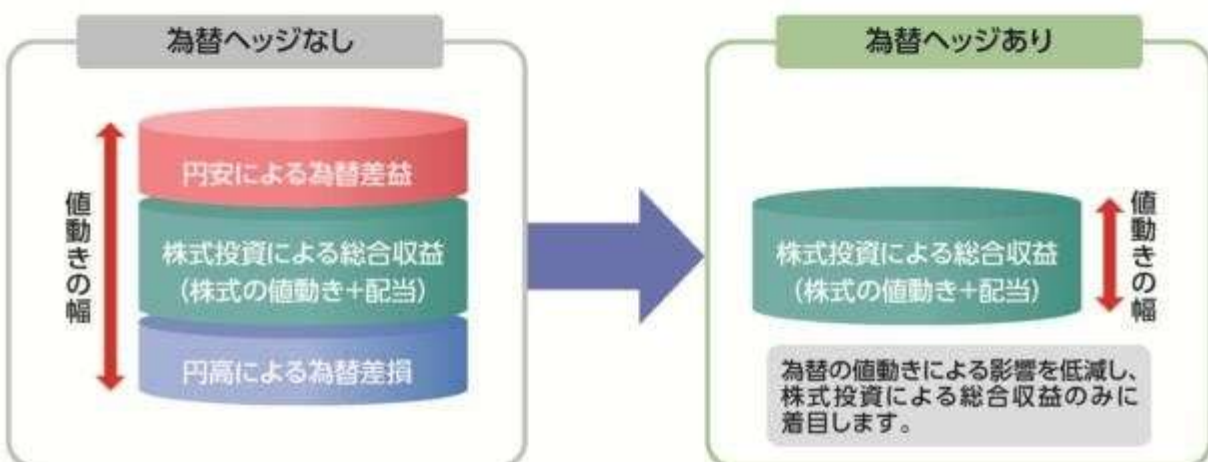 為替ヘッジなし
値動きの幅
円安による為替差益
株式投資による総合収益
(株式の値動き+配当)
円高による為替差損
為替ヘッジあり
株式投資による総合収益
(株式の値動き+配当)
値動きの幅
為替の値動きによる影響を低減し、
株式投資による総合収益のみに
着目します。